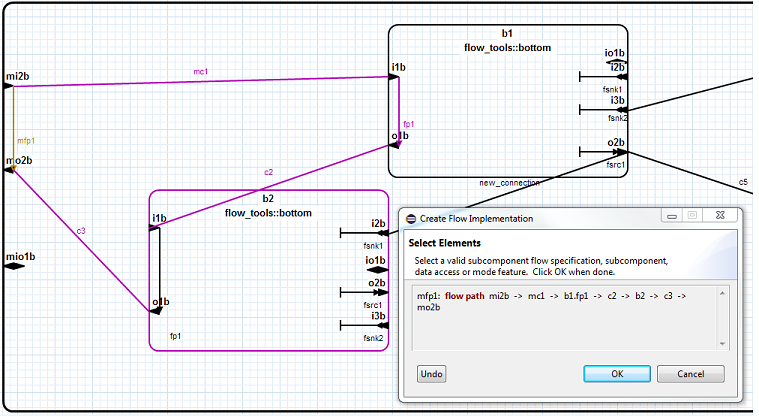 b1
flow_tools::bottom
io1b
i1b
i2b
fsnk1
i3b
fsnk2
fp1
o1b
o2b
fsrc1
mi2b
mc1
mfp1
mo2b
c2
new_connection
c5
b2
flow_tools::bottom
i1b
i2b
fsnk1
io1b
o2b
fsrc1
o1b
i3b
fsnk2
fp1
c3
mio1b
Create Flow Implementation
Select Elements
Select a valid subcomponent flow specification, subcomponent,
data access or mode feature. Click OK when done.
mfp1: flow path mi2b -> mc1 -> b1.fp1 -> c2 -> b2 -> c3 ->
mo2b
Undo
OK
Cancel